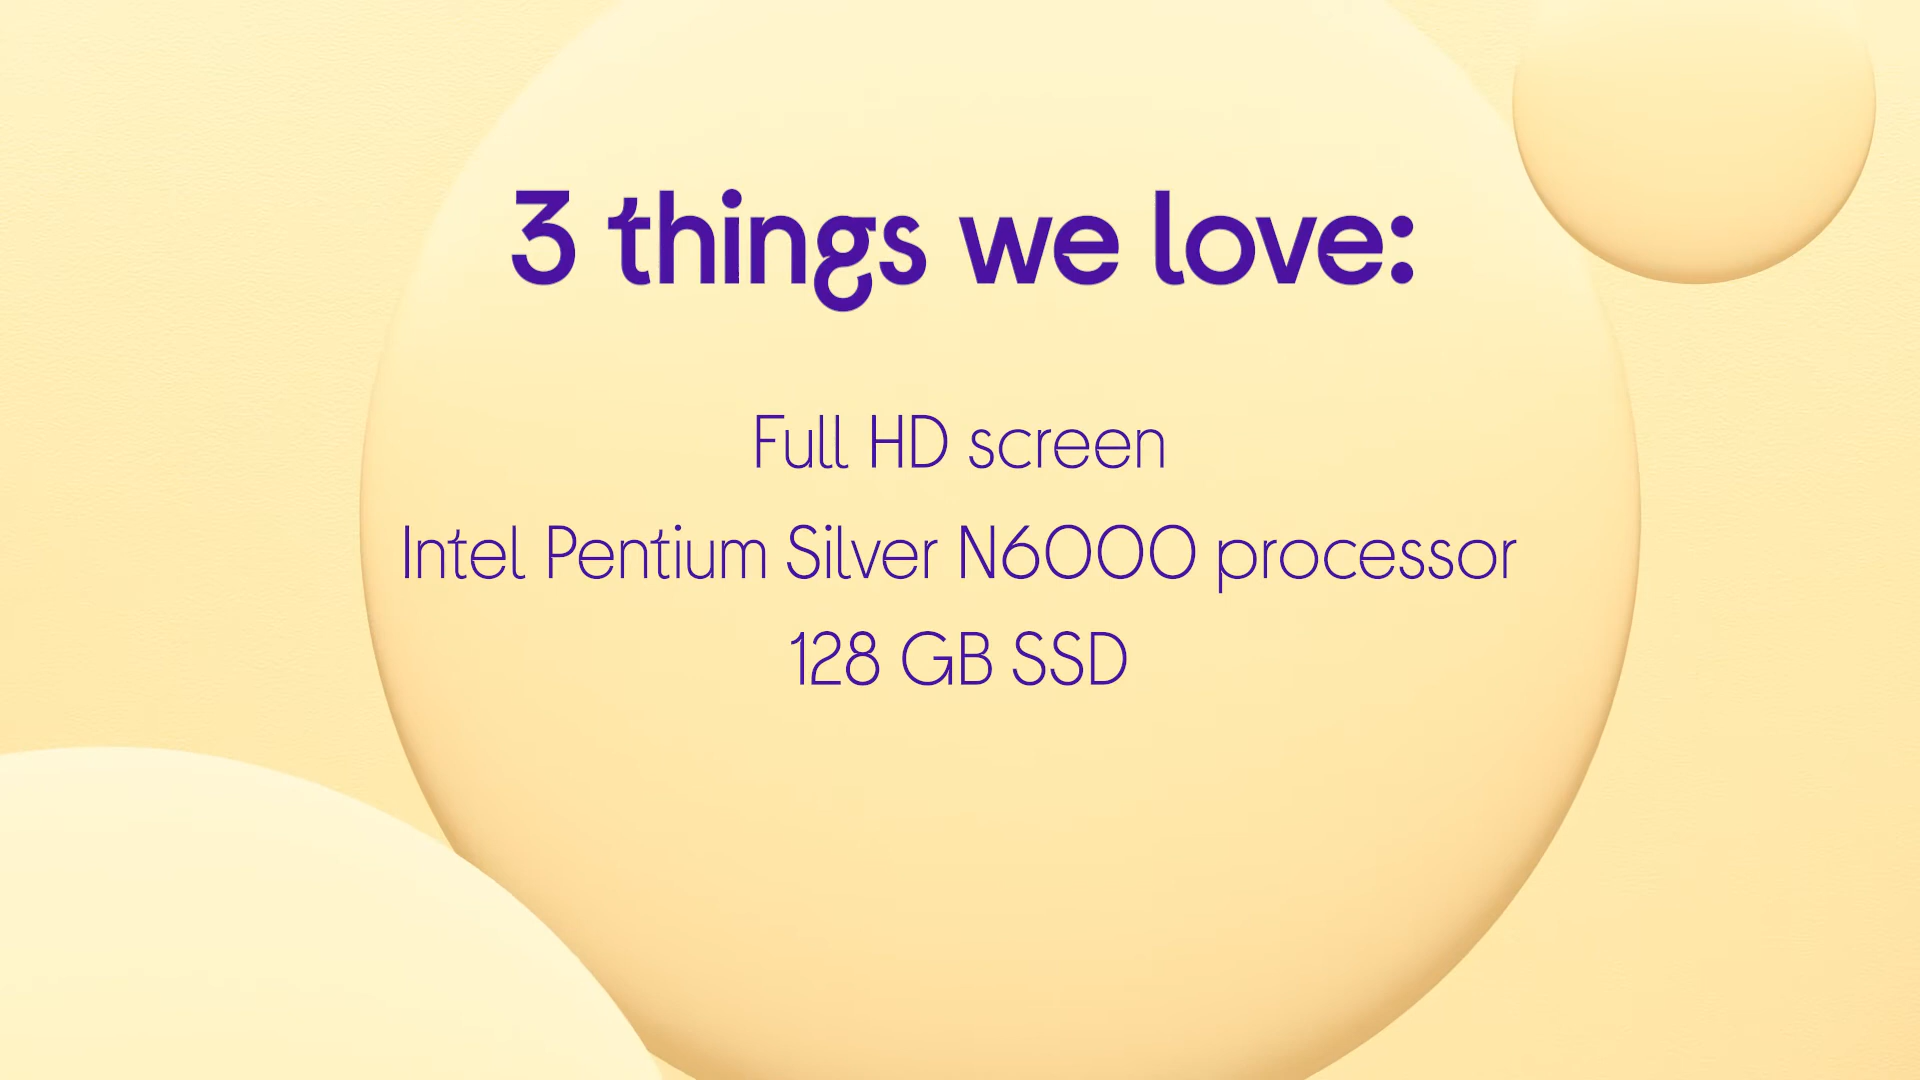 3 things we love:
Full HD screen
Intel Pentium Silver N6000 processor
128 GB SSD